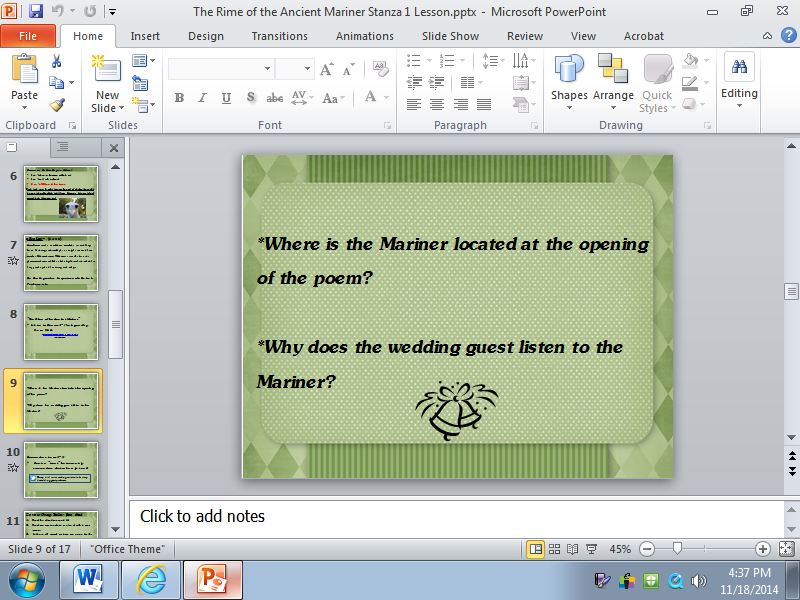 The Rime of the Ancient Mariner Stanza 1 Lesson.pptx - Microsoft PowerPoint
File Home Insert Design Transitions Animations Slide Show Review View Acrobat
Paste
New
Slide
Shapes Arrange Quick
Styles
Editing
B I U S abc AV Aa A
Clipboard Slides Font Paragraph Drawing
6
7
8
9
10
11
*Where is the Mariner located at the opening
of the poem?
*Why does the wedding guest listen to the
Mariner?
Click to add notes
Slide 9 of 17 "Office Theme" 45%
4:37 PM
11/18/2014